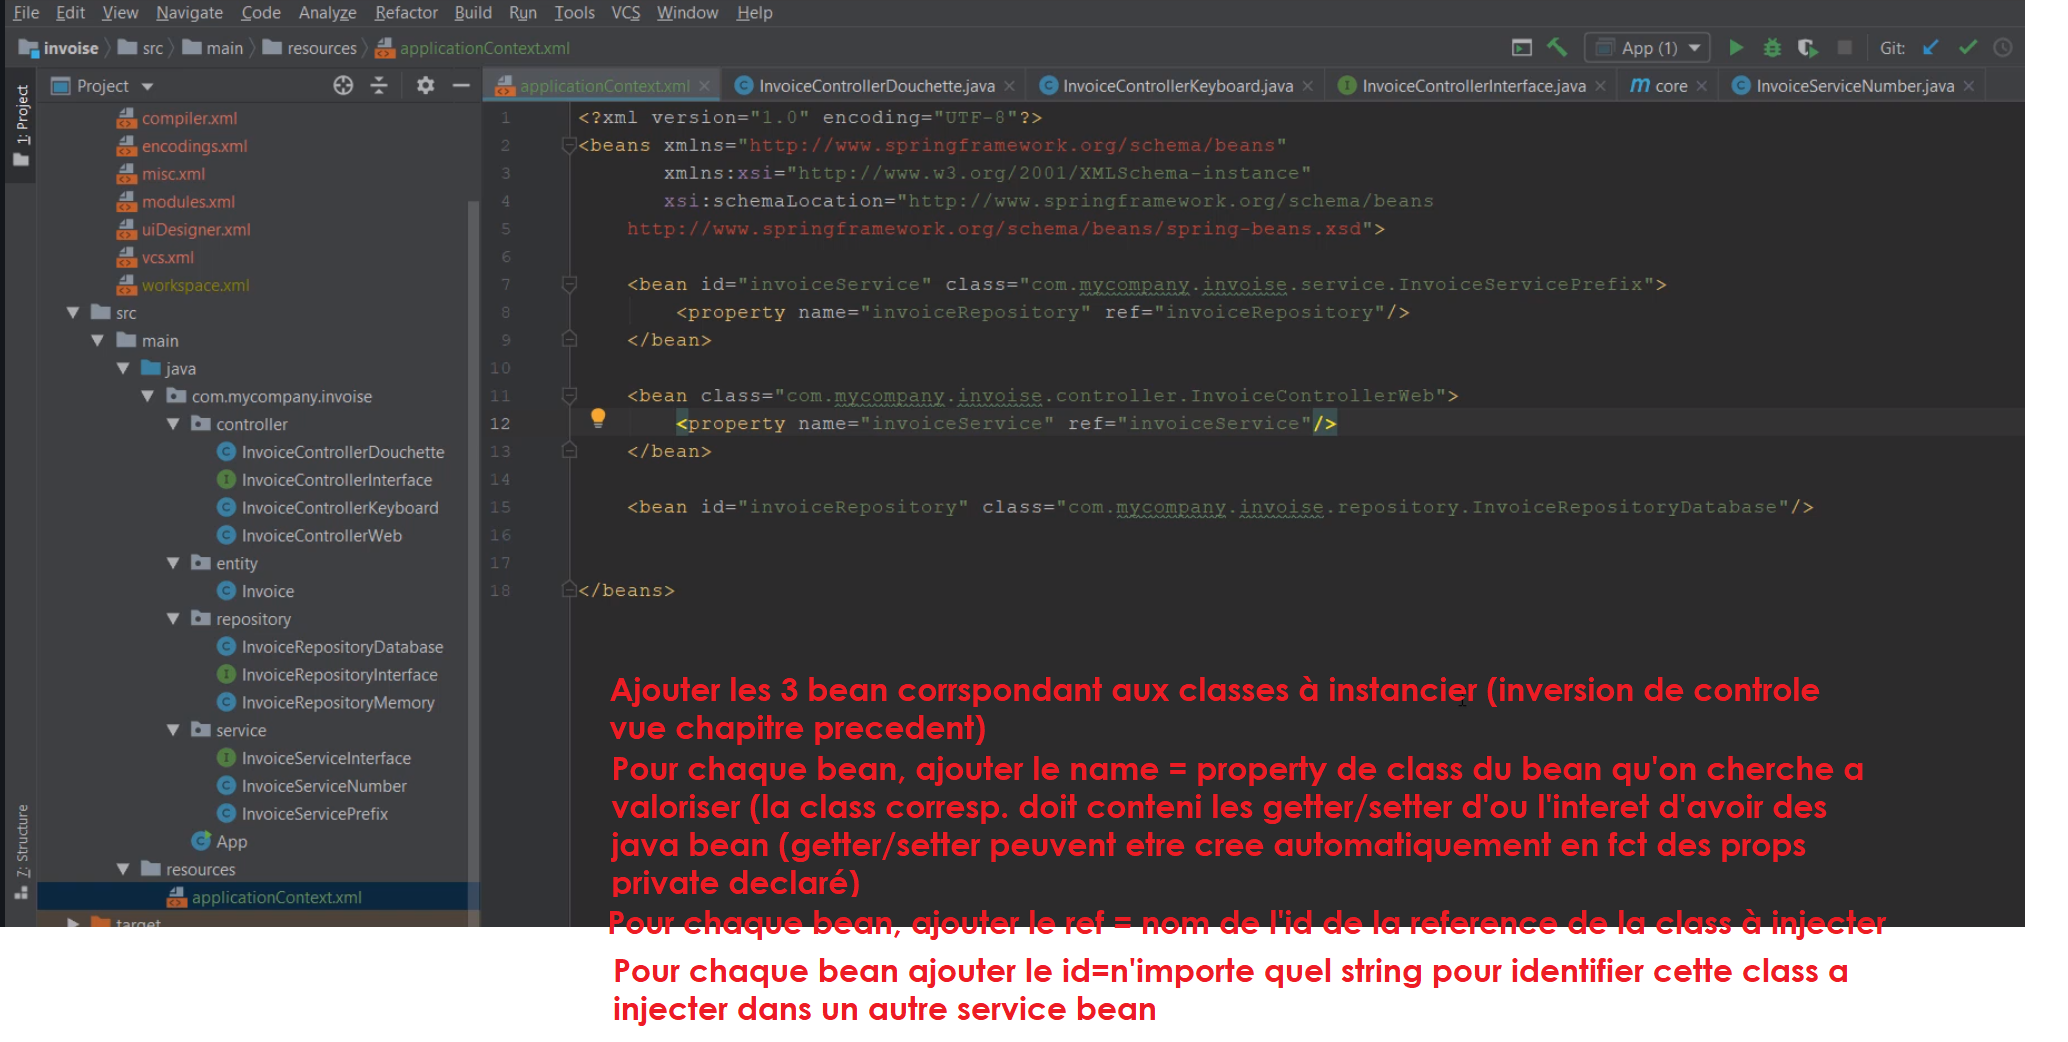 File Edit View Navigate Code Analyze Refactor Build Run Tools VCS Window Help
invoise src main resources applicationContext.xml App (1) Git:
Project
applicationContext.xml InvoiceControllerDouchette.java InvoiceControllerKeyboard.java InvoiceControllerInterface.java m core InvoiceServiceNumber.java
1: Project
compiler.xml
encodings.xml
misc.xml
modules.xml
uiDesigner.xml
vcs.xml
workspace.xml
src
main
java
com.mycompany.invoise
controller
InvoiceControllerDouchette
InvoiceControllerInterface
InvoiceControllerKeyboard
InvoiceControllerWeb
entity
Invoice
repository
InvoiceRepositoryDatabase
InvoiceRepositoryInterface
InvoiceRepositoryMemory
service
InvoiceServiceInterface
InvoiceServiceNumber
InvoiceServicePrefix
App
resources
applicationContext.xml
target
7: Structure
1 <?xml version="1.0" encoding="UTF-8"?>
2 <beans xmlns="http://www.springframework.org/schema/beans"
3 xmlns:xsi="http://www.w3.org/2001/XMLSchema-instance"
4 xsi:schemaLocation="http://www.springframework.org/schema/beans
5 http://www.springframework.org/schema/beans/spring-beans.xsd">
6
7 <bean id="invoiceService" class="com.mycompany.invoise.service.InvoiceServicePrefix">
8 <property name="invoiceRepository" ref="invoiceRepository"/>
9 </bean>
10
11 <bean class="com.mycompany.invoise.controller.InvoiceControllerWeb">
12 <property name="invoiceService" ref="invoiceService"/>
13 </bean>
14
15 <bean id="invoiceRepository" class="com.mycompany.invoise.repository.InvoiceRepositoryDatabase"/>
16
17
18 </beans>
Ajouter les 3 bean corrspondant aux classes à instancier (inversion de controle
vue chapitre precedent)
Pour chaque bean, ajouter le name = property de class du bean qu'on cherche a
valoriser (la class corresp. doit conteni les getter/setter d'ou l'interet d'avoir des
java bean (getter/setter peuvent etre cree automatiquement en fct des props
private declaré)
Pour chaque bean, ajouter le ref = nom de l'id de la reference de la class à injecter
Pour chaque bean ajouter le id=n'importe quel string pour identifier cette class a
injecter dans un autre service bean